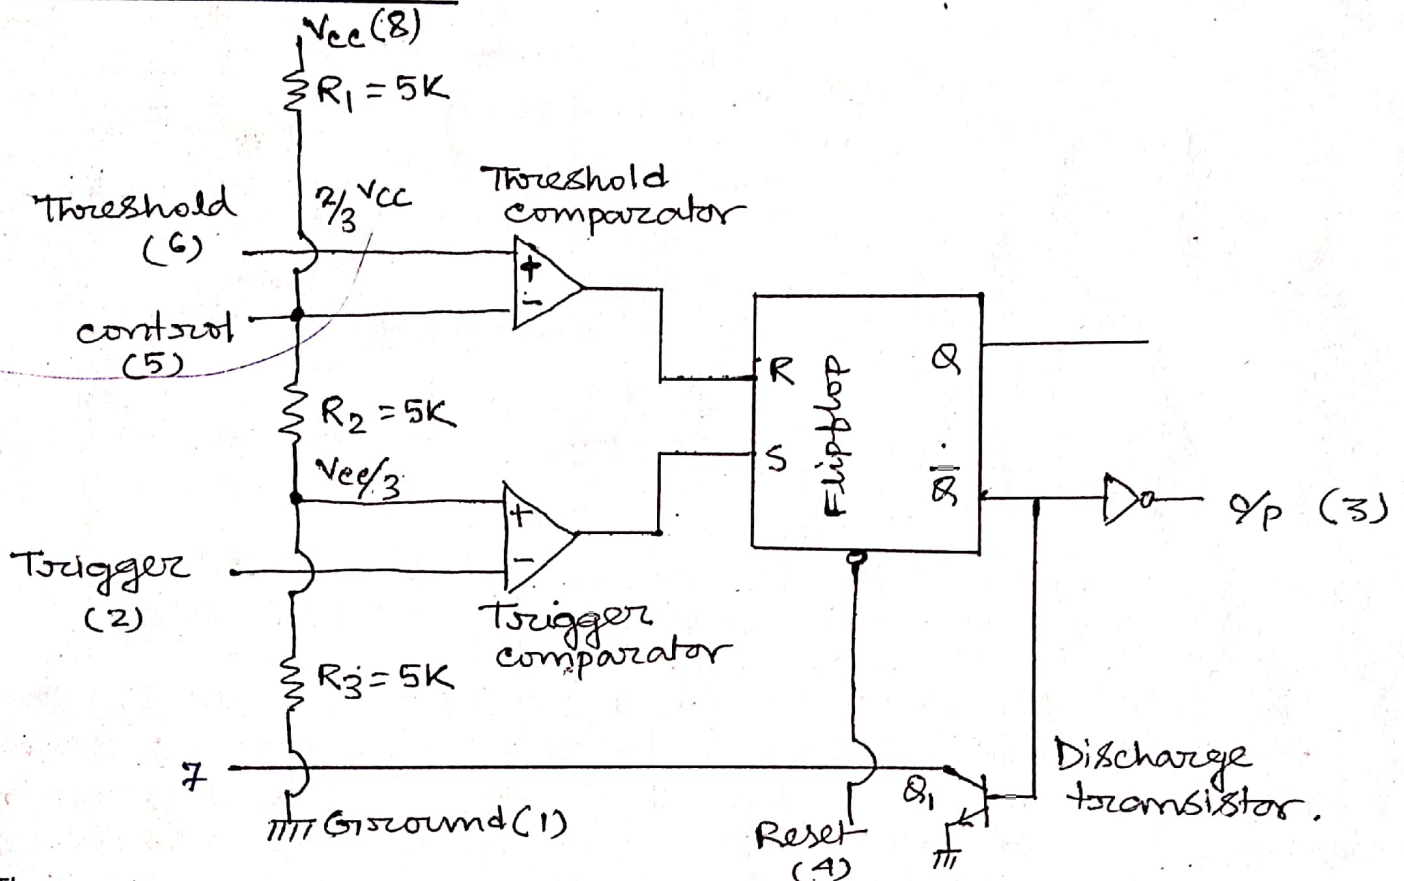 Vcc (8)
R1 = 5K
Threshold
(6)
2/3 Vcc
Threshold
comparator
+
-
control
(5)
R2 = 5K
Vcc/3
+
-
Trigger
(2)
Trigger
comparator
R3 = 5K
7
Ground (1)
R
S
Flipflop
Q
Q̅
O/p (3)
Reset
(4)
Q1
Discharge
transistor.